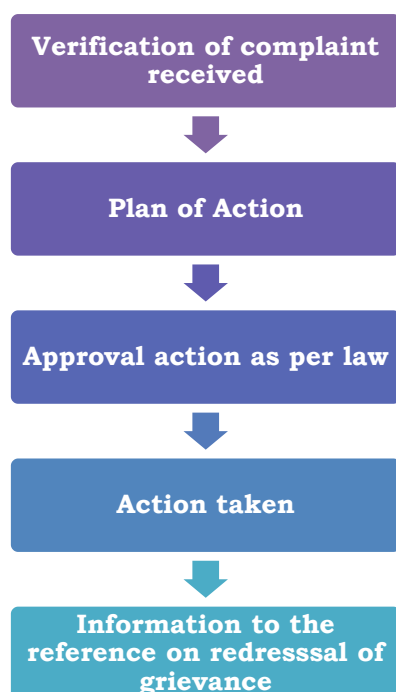 Verification of complaint
received
Plan of Action
Approval action as per law
Action taken
Information to the
reference on redresssal of
grievance